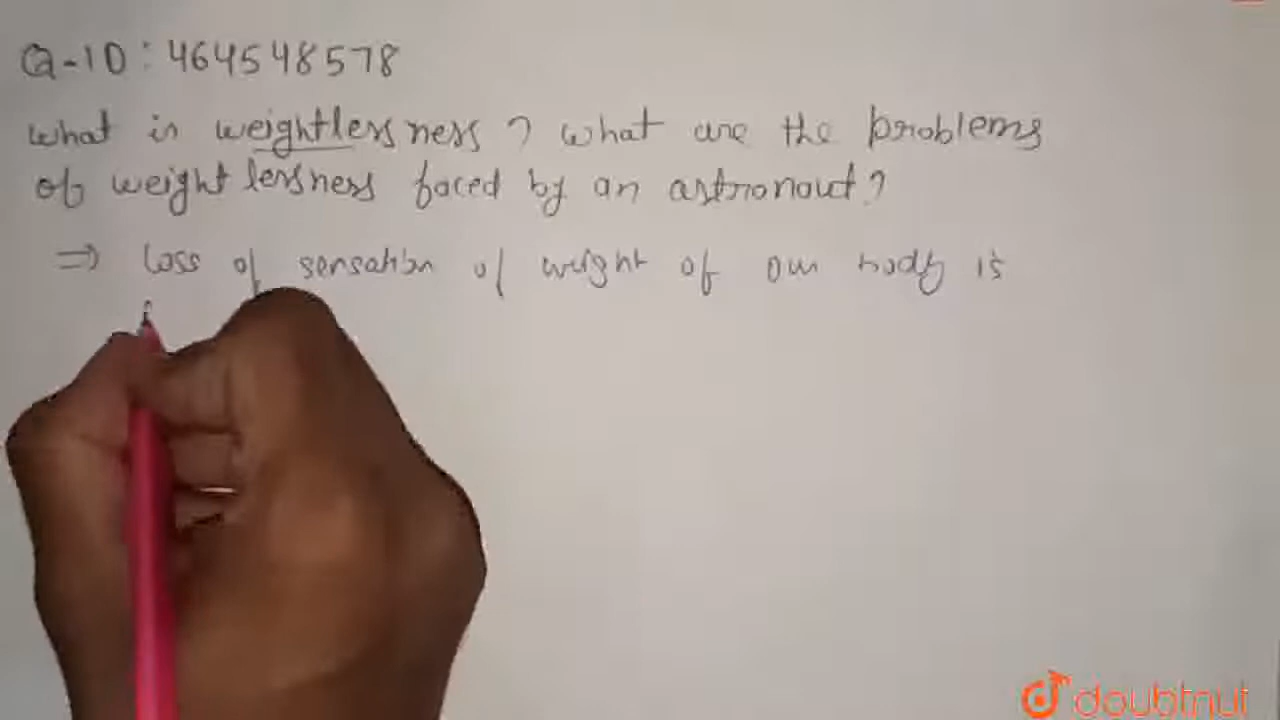 Q-ID : 464548578
What is weightlessness ? What are the problems
of weightlessness faced by an astronaut ?
⇒ Loss of sensation of weight of our body is
doubtnut